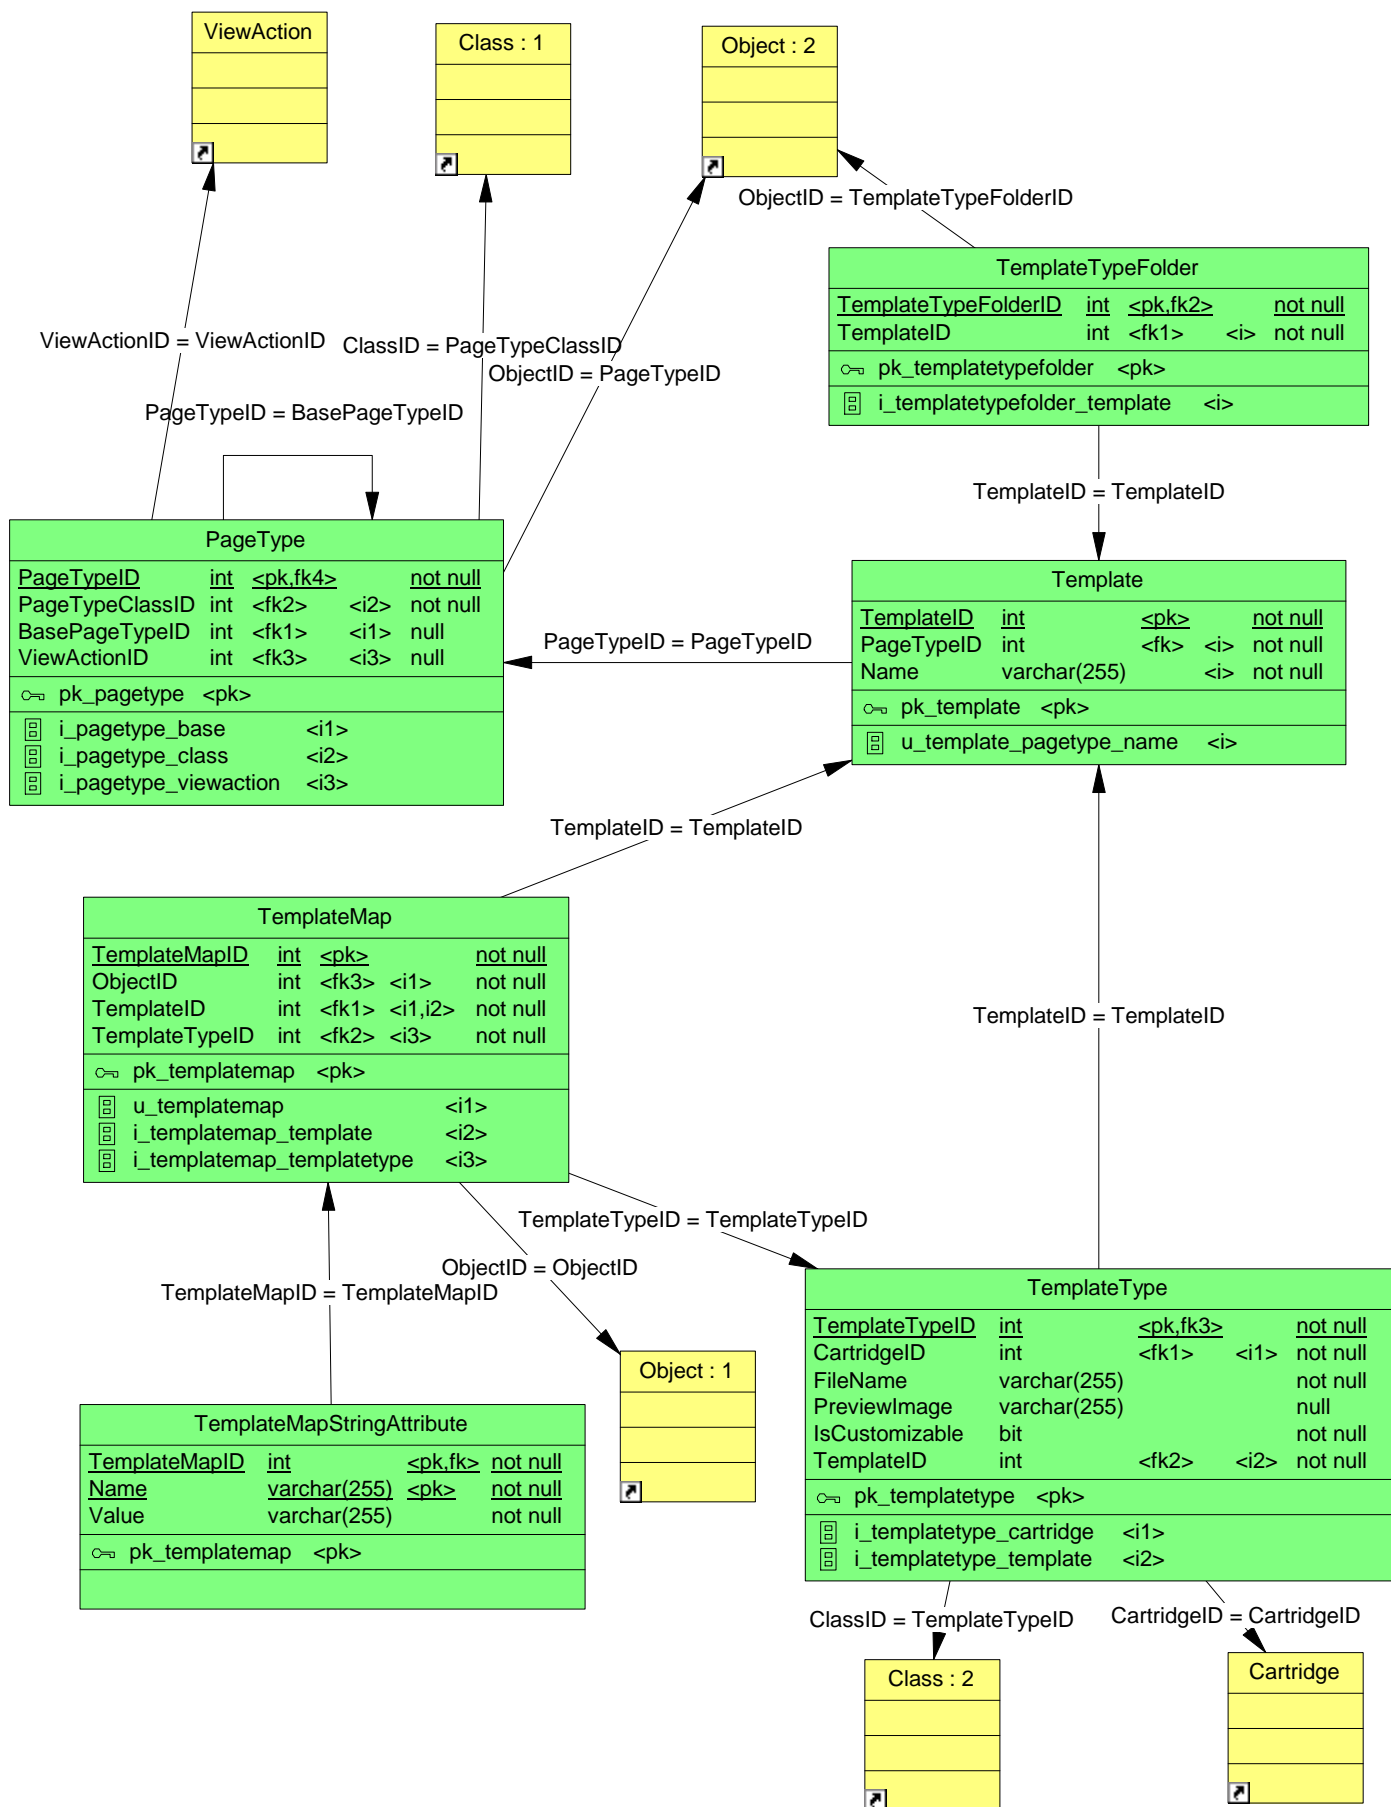 ViewAction
Class : 1
Object : 2
ObjectID = TemplateTypeFolderID
TemplateTypeFolder
TemplateTypeFolderID int <pk,fk2> not null
TemplateID int <fk1> <i> not null
pk_templatetypefolder <pk>
i_templatetypefolder_template <i>
ViewActionID = ViewActionID
ClassID = PageTypeClassID
ObjectID = PageTypeID
PageTypeID = BasePageTypeID
TemplateID = TemplateID
PageType
PageTypeID int <pk,fk4> not null
PageTypeClassID int <fk2> <i2> not null
BasePageTypeID int <fk1> <i1> null
ViewActionID int <fk3> <i3> null
pk_pagetype <pk>
i_pagetype_base <i1>
i_pagetype_class <i2>
i_pagetype_viewaction <i3>
PageTypeID = PageTypeID
Template
TemplateID int <pk> not null
PageTypeID int <fk> <i> not null
Name varchar(255) <i> not null
pk_template <pk>
u_template_pagetype_name <i>
TemplateID = TemplateID
TemplateMap
TemplateMapID int <pk> not null
ObjectID int <fk3> <i1> not null
TemplateID int <fk1> <i1,i2> not null
TemplateTypeID int <fk2> <i3> not null
pk_templatemap <pk>
u_templatemap <i1>
i_templatemap_template <i2>
i_templatemap_templatetype <i3>
TemplateID = TemplateID
TemplateTypeID = TemplateTypeID
ObjectID = ObjectID
TemplateMapID = TemplateMapID
TemplateType
TemplateTypeID int <pk,fk3> not null
CartridgeID int <fk1> <i1> not null
FileName varchar(255) not null
PreviewImage varchar(255) null
IsCustomizable bit not null
TemplateID int <fk2> <i2> not null
pk_templatetype <pk>
i_templatetype_cartridge <i1>
i_templatetype_template <i2>
Object : 1
TemplateMapStringAttribute
TemplateMapID int <pk,fk> not null
Name varchar(255) <pk> not null
Value varchar(255) not null
pk_templatemap <pk>
ClassID = TemplateTypeID
CartridgeID = CartridgeID
Class : 2
Cartridge